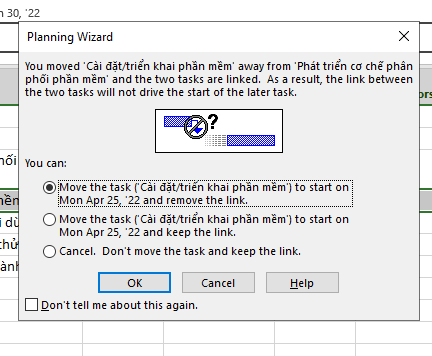 n 30, '22
Planning Wizard
You moved 'Cài đặt/triển khai phần mềm' away from 'Phát triển cơ chế phân
phối phần mềm' and the two tasks are linked. As a result, the link between
the two tasks will not drive the start of the later task.
ors
?
You can:
hối
Move the task ('Cài đặt/triển khai phần mềm') to start on
Mon Apr 25, '22 and remove the link.
mền
Move the task ('Cài đặt/triển khai phần mềm') to start on
i dù
Mon Apr 25, '22 and keep the link.
thử
Cancel. Don't move the task and keep the link.
ành
OK Cancel Help
Don't tell me about this again.